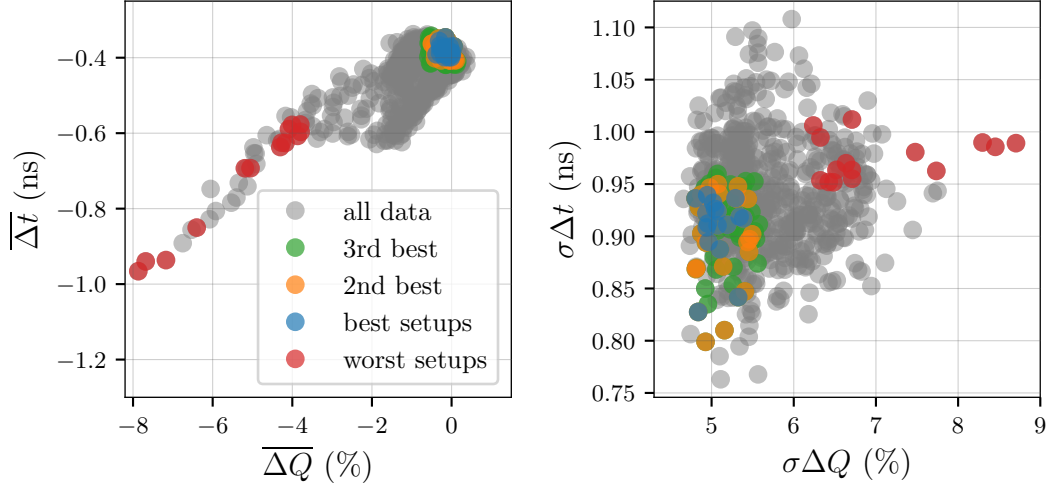 −0.4
−0.6
−0.8
−1.0
−1.2
Δt (ns)
−8
−6
−4
−2
0
ΔQ (%)
all data
3rd best
2nd best
best setups
worst setups
1.10
1.05
1.00
0.95
0.90
0.85
0.80
0.75
σΔt (ns)
5
6
7
8
9
σΔQ (%)